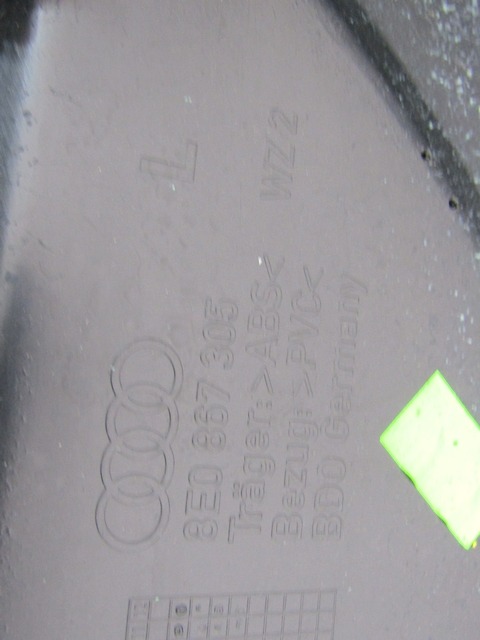 L
8E0 867 305
Träger:>ABS< WZ 2
Bezug:>PVC<
BDO Germany